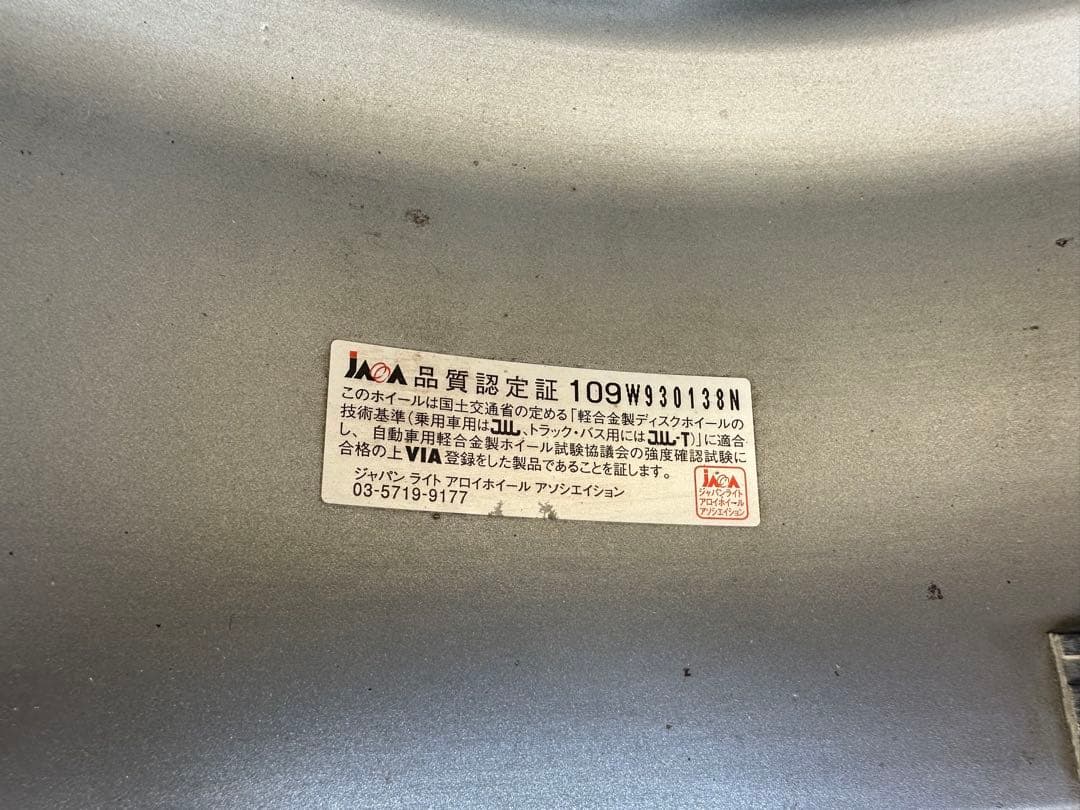 JAWA 品質認定証 109W930138N
このホイールは国土交通省の定める「軽合金製ディスクホイールの
技術基準(乗用車用はJWL、トラック・バス用にはJWL-T)」に適合
し、自動車用軽合金製ホイール試験協議会の強度確認試験に
合格の上VIA登録をした製品であることを証します。
ジャパン ライト アロイホイール アソシエイション
03-5719-9177
JAWA
ジャパンライト
アロイホイール
アソシエイション